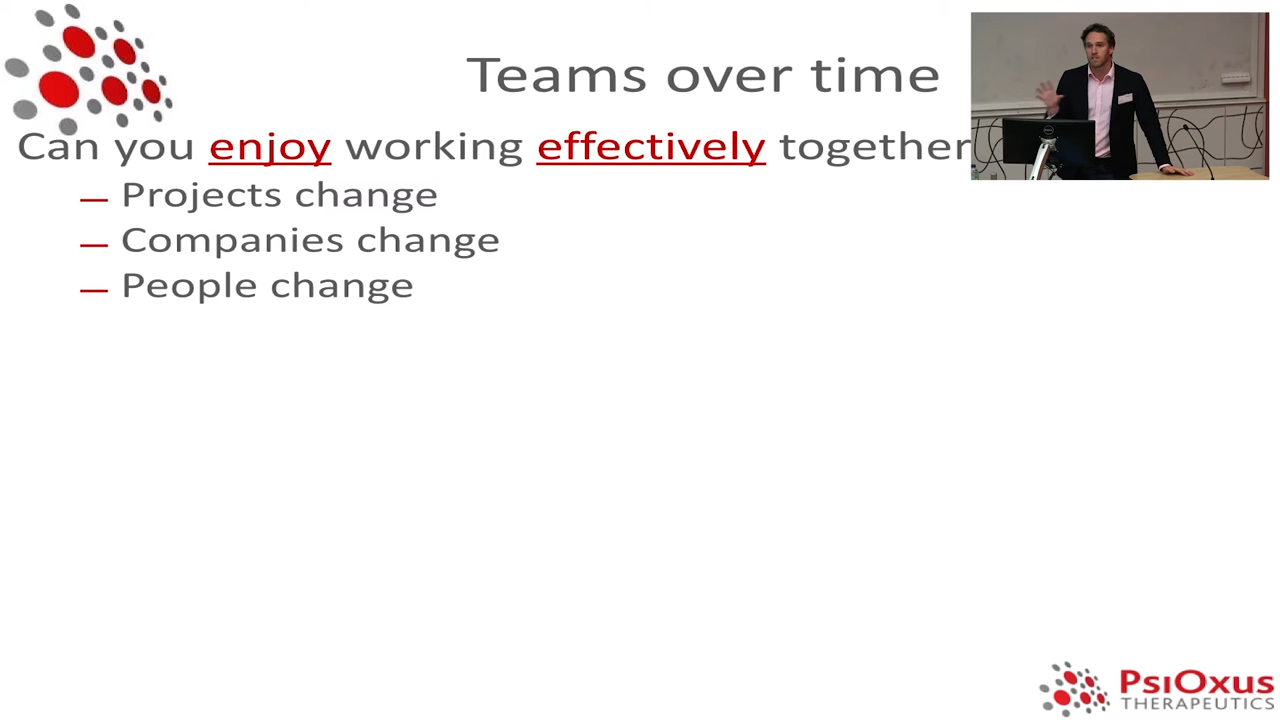 Teams over time
Can you enjoy working effectively together
— Projects change
— Companies change
— People change
PsiOxus
THERAPEUTICS